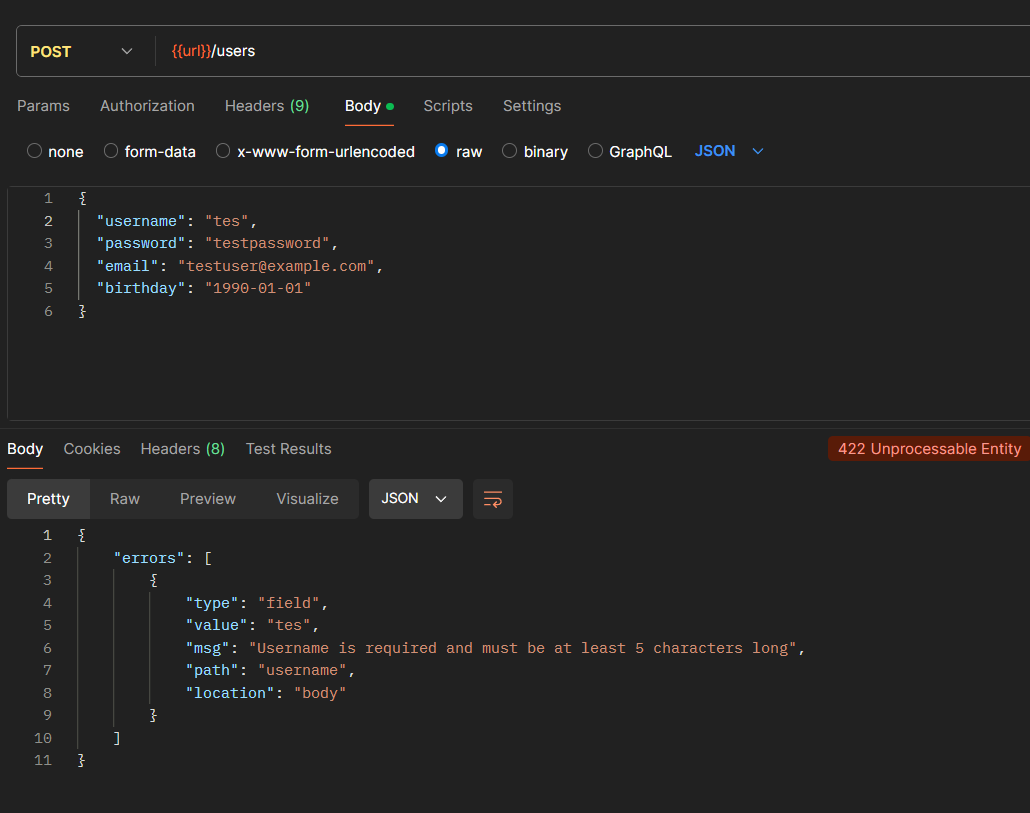 POST {{url}}/users
Params Authorization Headers (9) Body Scripts Settings
none form-data x-www-form-urlencoded raw binary GraphQL JSON
1 {
2 "username": "tes",
3 "password": "testpassword",
4 "email": "testuser@example.com",
5 "birthday": "1990-01-01"
6 }
Body Cookies Headers (8) Test Results 422 Unprocessable Entity
Pretty Raw Preview Visualize JSON
1 {
2 "errors": [
3 {
4 "type": "field",
5 "value": "tes",
6 "msg": "Username is required and must be at least 5 characters long",
7 "path": "username",
8 "location": "body"
9 }
10 ]
11 }